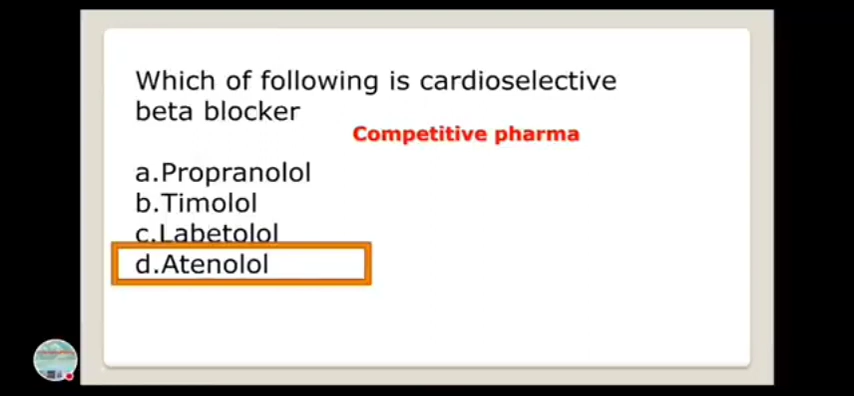 Which of following is cardioselective
beta blocker
Competitive pharma
a.Propranolol
b.Timolol
c.Labetolol
d.Atenolol